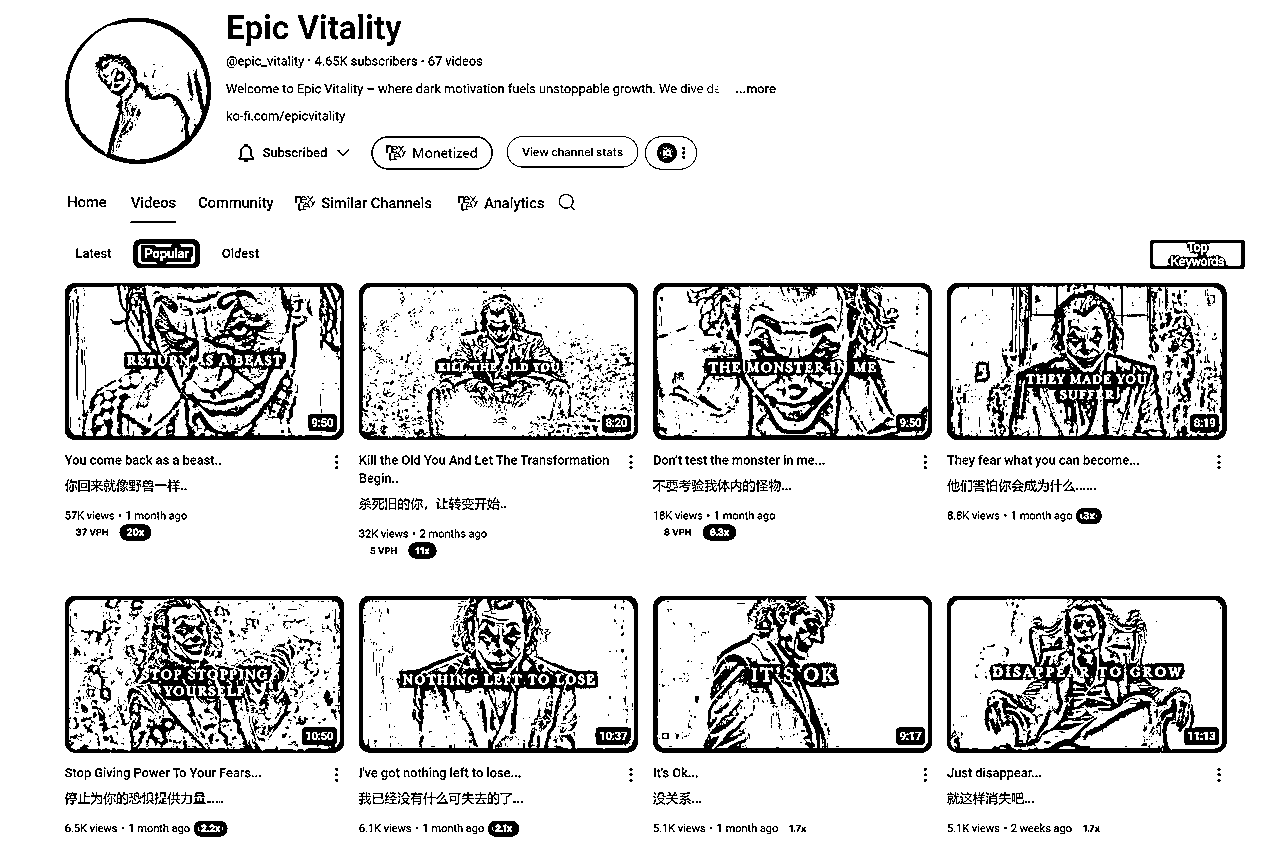 Epic Vitality
@epic_vitality · 4.65K subscribers · 67 videos
Welcome to Epic Vitality – where dark motivation fuels unstoppable growth. We dive ...more
ko-fi.com/epicvitality
Subscribed Monetized View channel stats
Home Videos Community Similar Channels Analytics
Latest Popular Oldest
Top Keywords
RETURN AS A BEAST
9:50
KILL THE OLD YOU
8:20
THE MONSTER IN ME
9:50
THEY MADE YOU
SUFFER
8:19
You come back as a beast..
你回来就像野兽一样..
57K views · 1 month ago
37 VPH 20x
Kill the Old You And Let The Transformation
Begin..
杀死旧的你，让转变开始..
32K views · 2 months ago
5 VPH 11x
Don't test the monster in me...
不要考验我体内的怪物...
18K views · 1 month ago
8 VPH 6.3x
They fear what you can become...
他们害怕你会成为什么......
8.8K views · 1 month ago 3x
STOP STOPPING
YOURSELF
10:50
NOTHING LEFT TO LOSE
10:37
IT'S OK
9:17
DISAPPEAR TO GROW
11:13
Stop Giving Power To Your Fears...
停止为你的恐惧提供力量.....
6.5K views · 1 month ago 2.2x
I've got nothing left to lose...
我已经没有什么可失去的了...
6.1K views · 1 month ago 2.1x
It's Ok...
没关系...
5.1K views · 1 month ago 1.7x
Just disappear...
就这样消失吧...
5.1K views · 2 weeks ago 1.7x